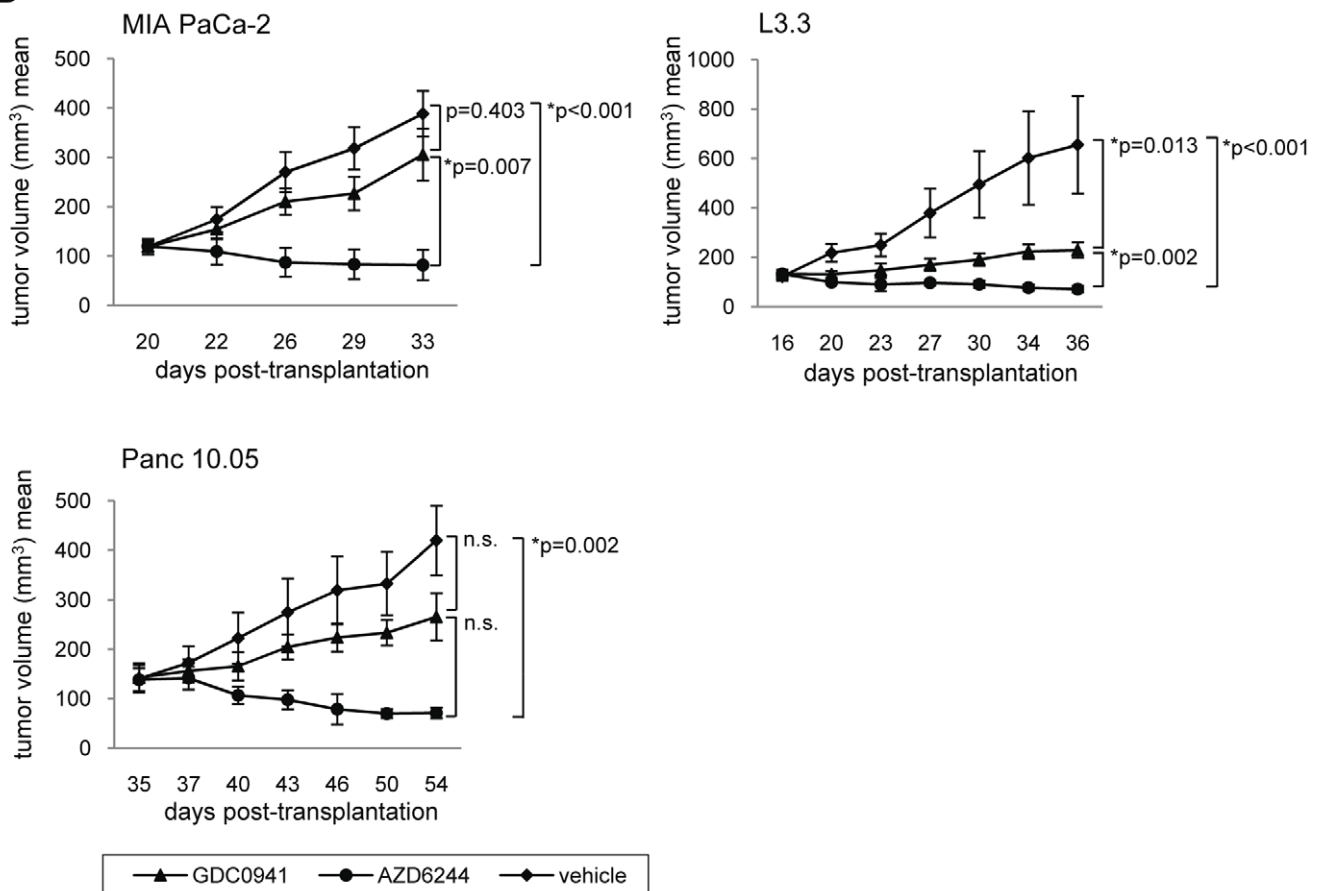 MIA PaCa-2
tumor volume (mm³) mean
500
400
300
200
100
0
20 22 26 29 33
days post-transplantation
p=0.403
*p=0.007
*p<0.001
L3.3
tumor volume (mm³) mean
1000
800
600
400
200
0
16 20 23 27 30 34 36
days post-transplantation
*p=0.013
*p=0.002
*p<0.001
Panc 10.05
tumor volume (mm³) mean
500
400
300
200
100
0
35 37 40 43 46 50 54
days post-transplantation
n.s.
n.s.
*p=0.002
GDC0941 AZD6244 vehicle